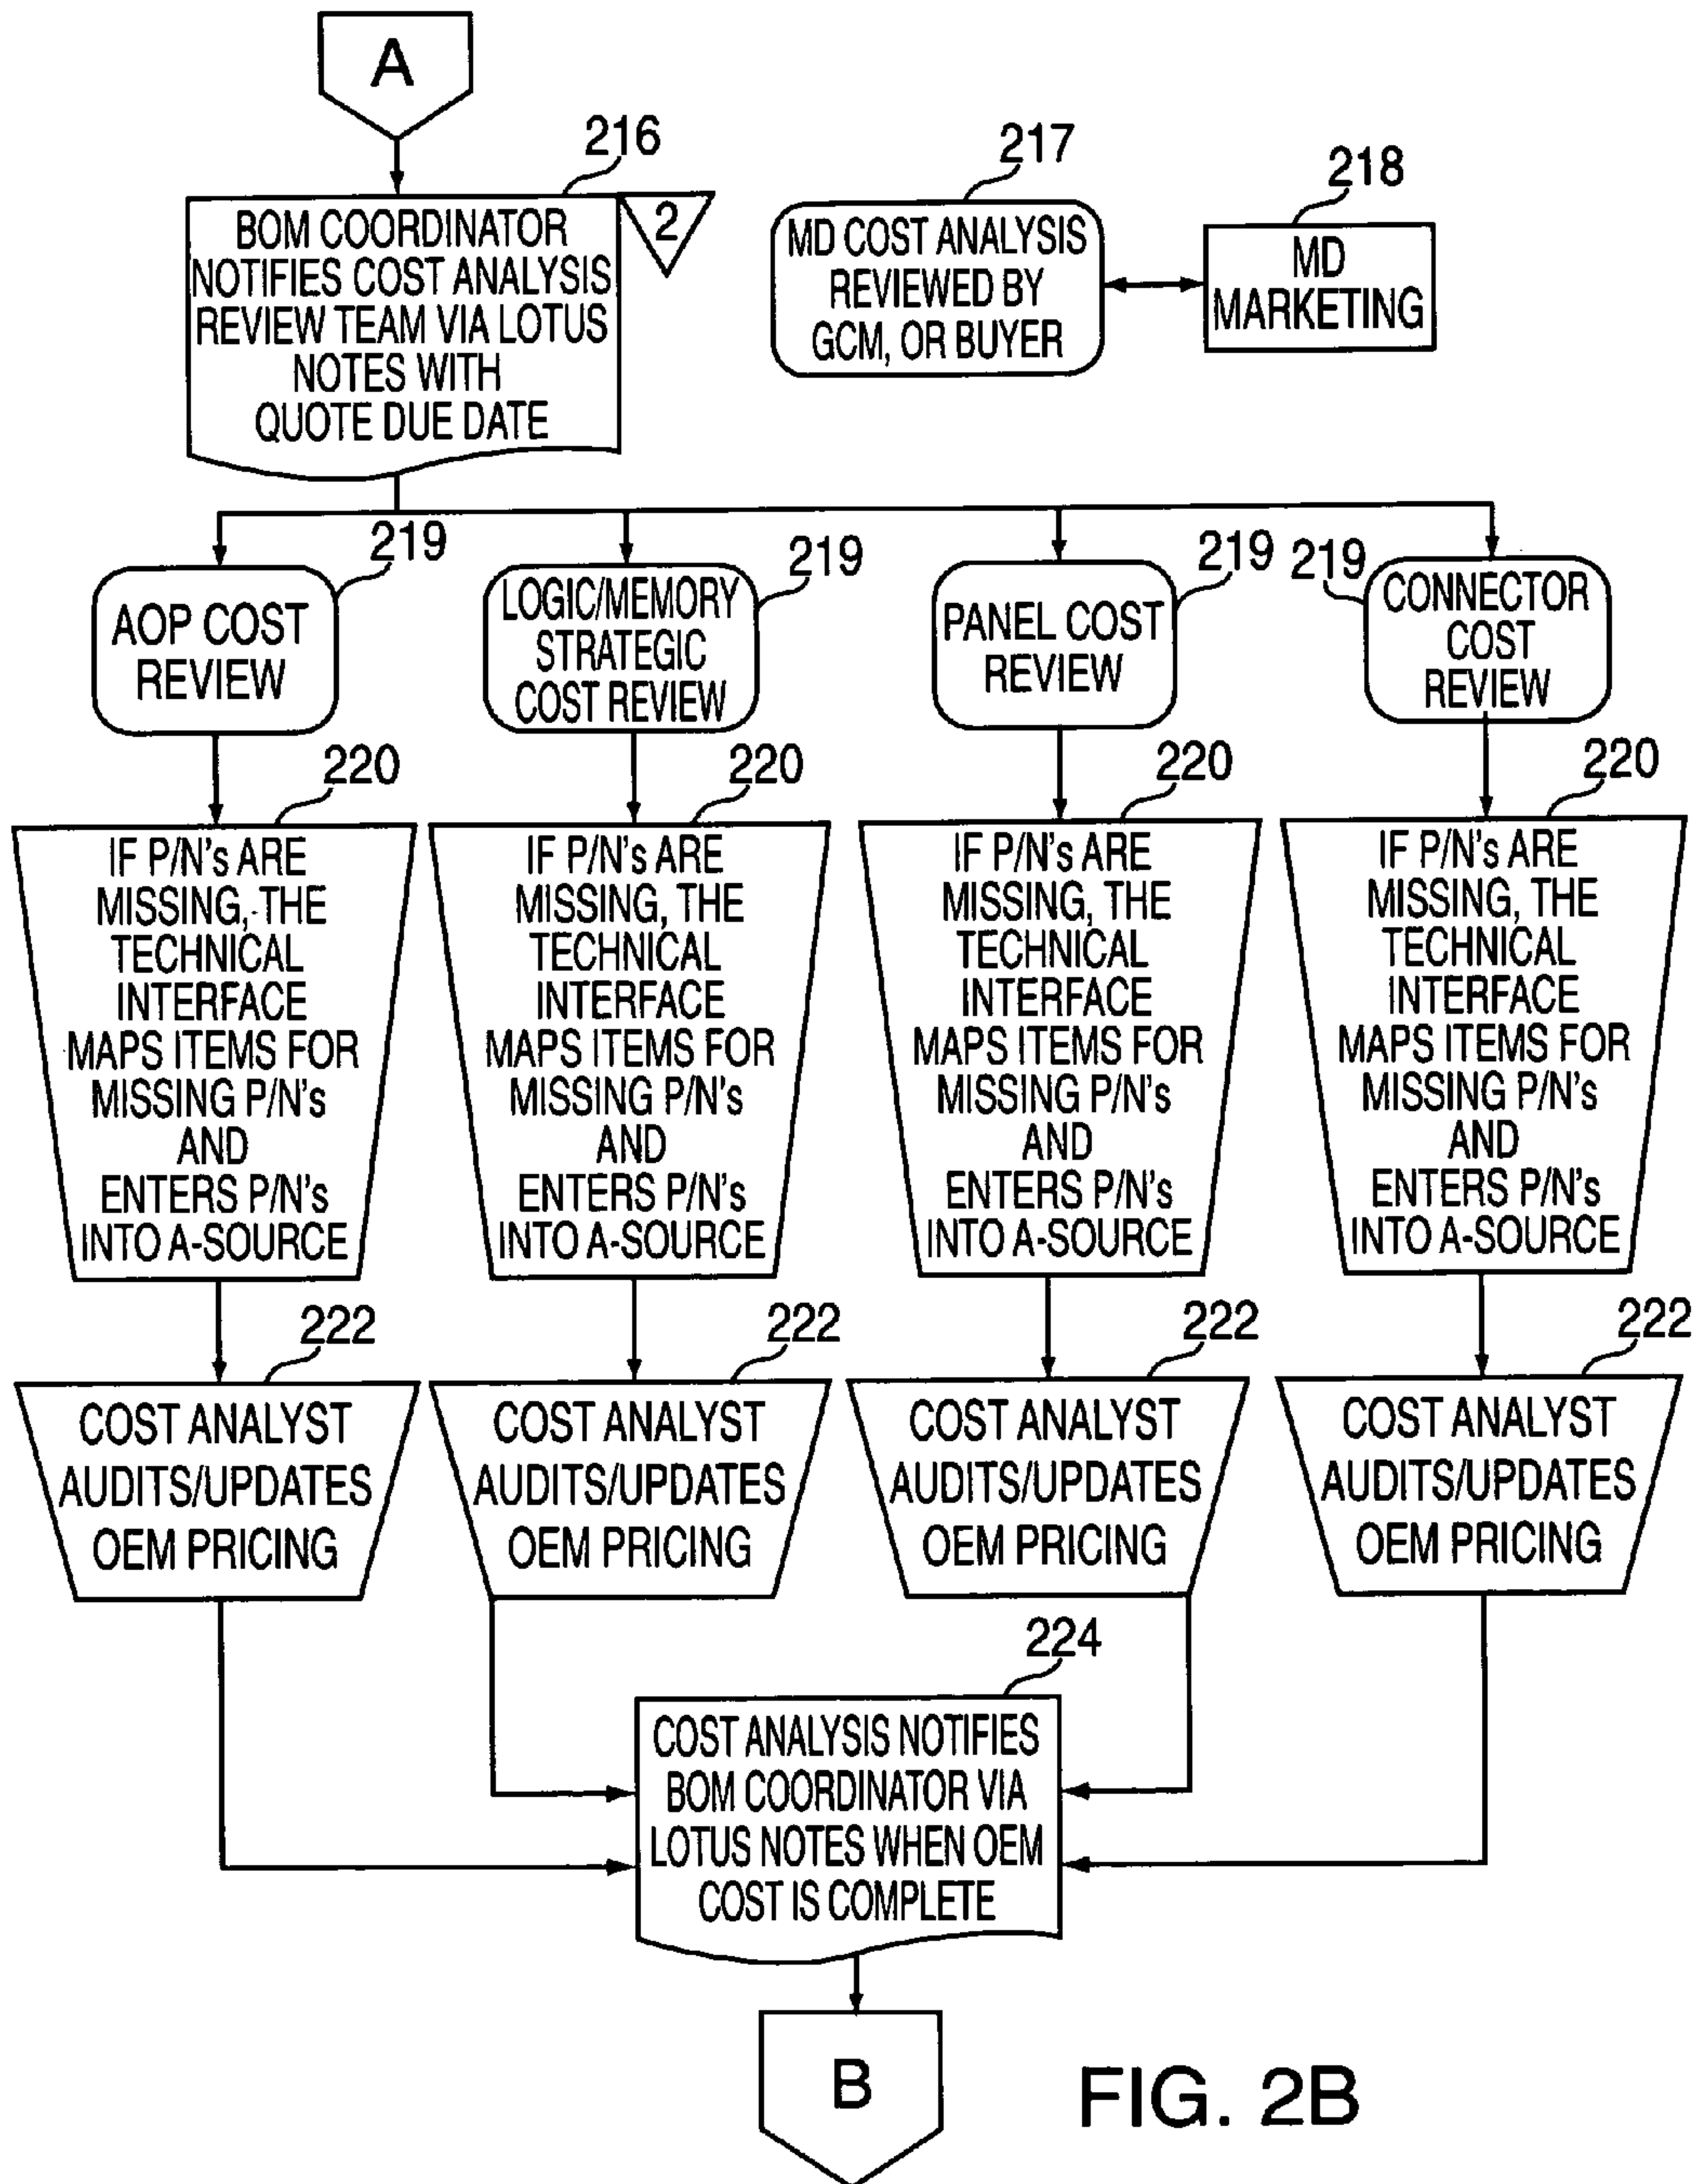 A
216
BOM COORDINATOR
NOTIFIES COST ANALYSIS
REVIEW TEAM VIA LOTUS
NOTES WITH
QUOTE DUE DATE
2
217
MD COST ANALYSIS
REVIEWED BY
GCM, OR BUYER
218
MD
MARKETING
219
AOP COST
REVIEW
219
LOGIC/MEMORY
STRATEGIC
COST REVIEW
219
PANEL COST
REVIEW
219
CONNECTOR
COST
REVIEW
220
IF P/N's ARE
MISSING, THE
TECHNICAL
INTERFACE
MAPS ITEMS FOR
MISSING P/N's
AND
ENTERS P/N's
INTO A-SOURCE
220
IF P/N's ARE
MISSING, THE
TECHNICAL
INTERFACE
MAPS ITEMS FOR
MISSING P/N's
AND
ENTERS P/N's
INTO A-SOURCE
220
IF P/N's ARE
MISSING, THE
TECHNICAL
INTERFACE
MAPS ITEMS FOR
MISSING P/N's
AND
ENTERS P/N's
INTO A-SOURCE
220
IF P/N's ARE
MISSING, THE
TECHNICAL
INTERFACE
MAPS ITEMS FOR
MISSING P/N's
AND
ENTERS P/N's
INTO A-SOURCE
222
COST ANALYST
AUDITS/UPDATES
OEM PRICING
222
COST ANALYST
AUDITS/UPDATES
OEM PRICING
222
COST ANALYST
AUDITS/UPDATES
OEM PRICING
222
COST ANALYST
AUDITS/UPDATES
OEM PRICING
224
COST ANALYSIS NOTIFIES
BOM COORDINATOR VIA
LOTUS NOTES WHEN OEM
COST IS COMPLETE
B
FIG. 2B